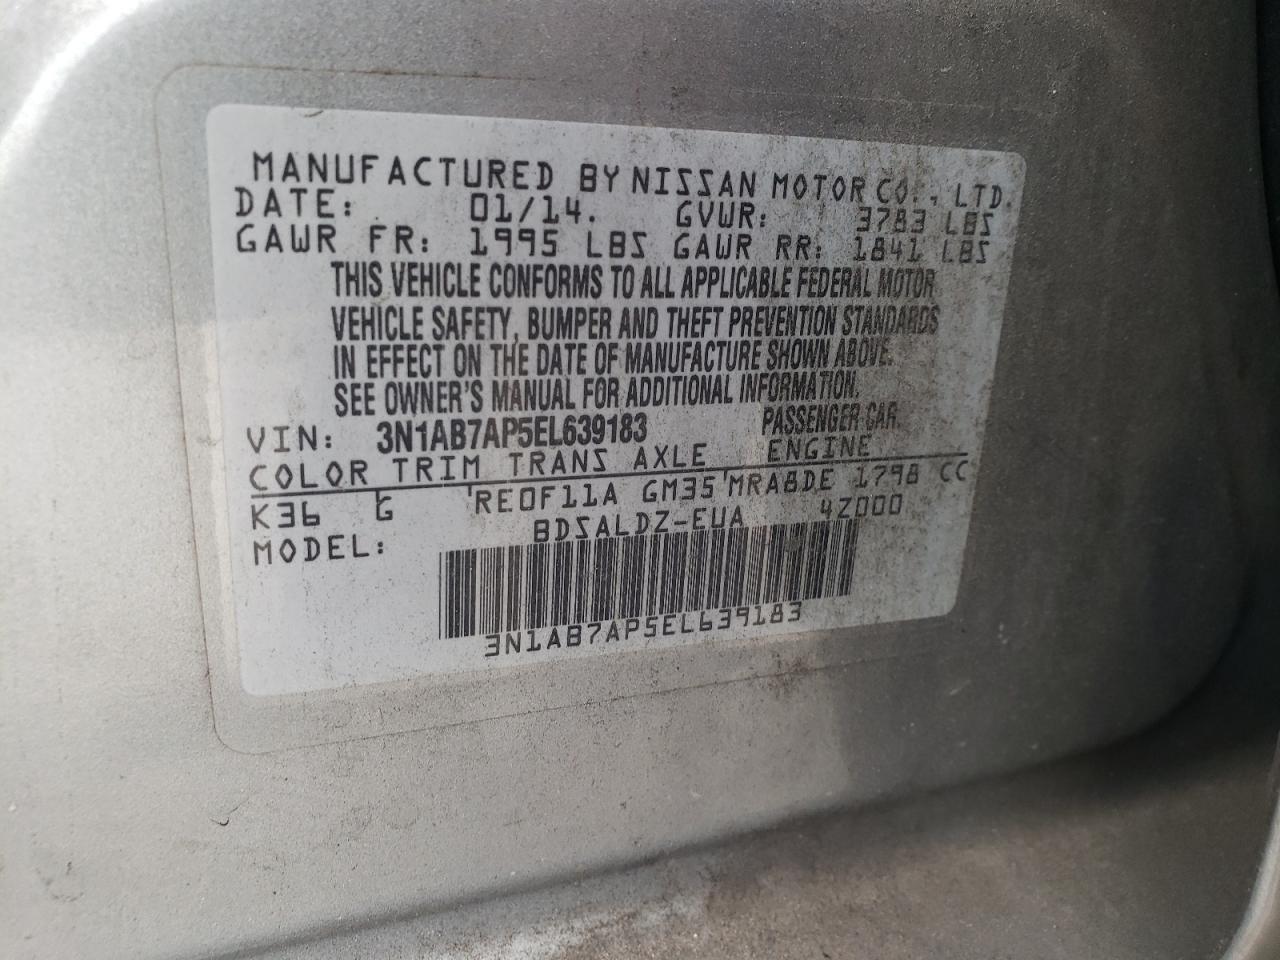 MANUFACTURED BY NISSAN MOTOR CO., LTD.
DATE: 01/14. GVWR: 3783 LBS
GAWR FR: 1995 LBS GAWR RR: 1841 LBS
THIS VEHICLE CONFORMS TO ALL APPLICABLE FEDERAL MOTOR
VEHICLE SAFETY, BUMPER AND THEFT PREVENTION STANDARDS
IN EFFECT ON THE DATE OF MANUFACTURE SHOWN ABOVE.
SEE OWNER'S MANUAL FOR ADDITIONAL INFORMATION.
VIN: 3N1AB7AP5EL639183 PASSENGER CAR.
COLOR TRIM TRANS AXLE ENGINE
K36 G RE0F11A GM35 MRA8DE 1798 CC
MODEL: BDSALDZ-EUA 4Z000
3N1AB7AP5EL639183